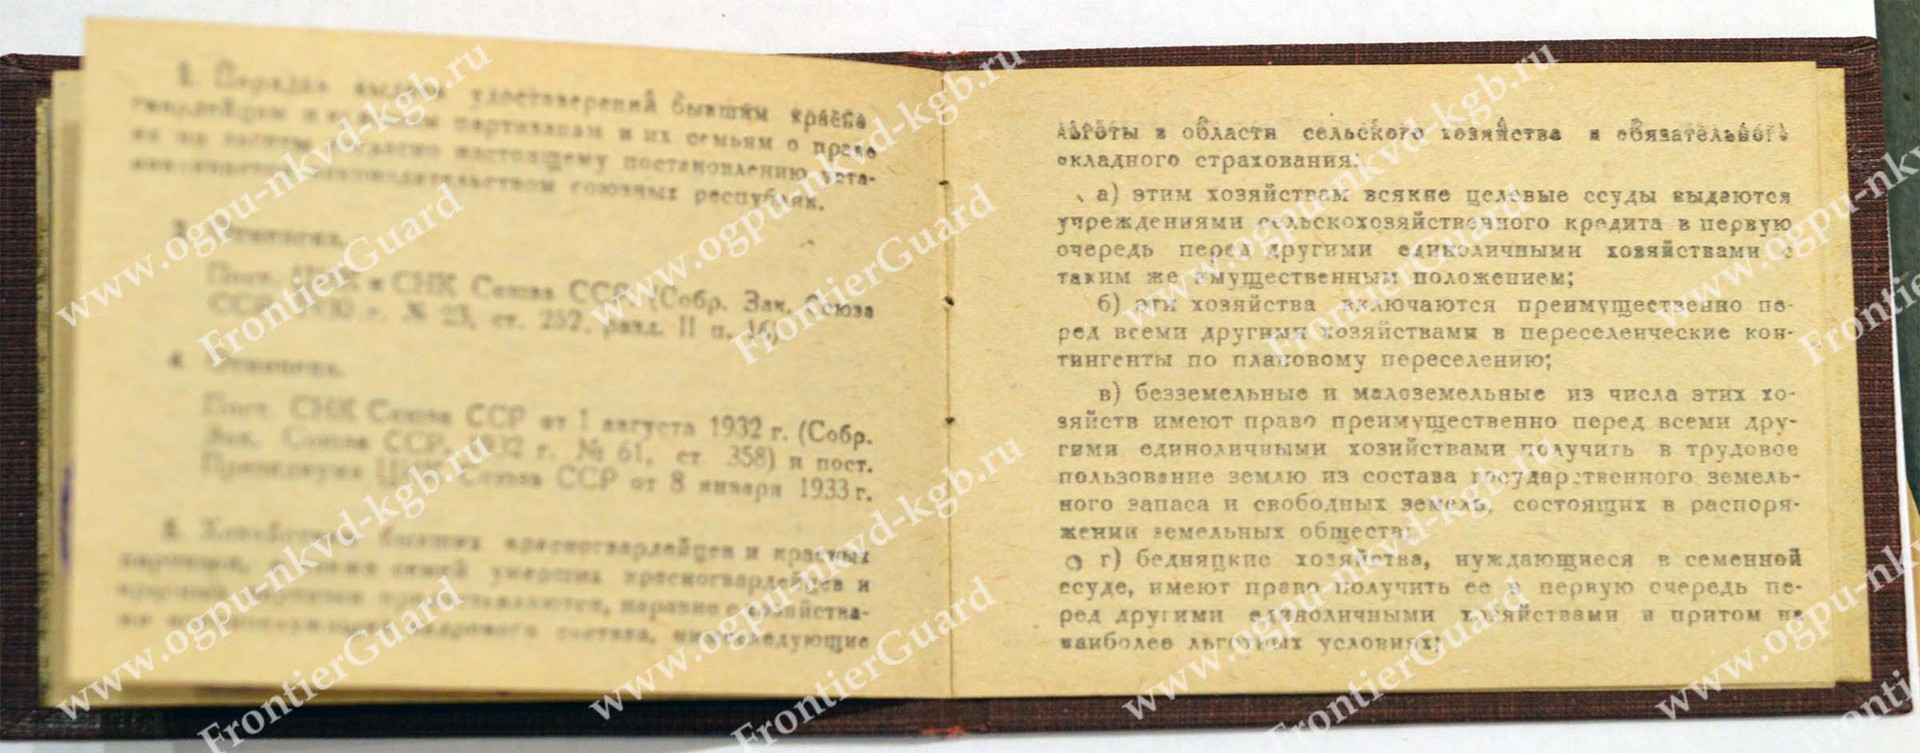 2. Порядок выдачи удостоверений бывшим красно
гвардейцам и красным партизанам и их семьям о праве
их на льготы согласно настоящему постановлению уста-
навливается законодательством союзных республик.
3. Отменена.
Пост. ЦИК и СНК Союза ССР (Собр. Зак. Союза
ССР 1930 г. № 23, ст. 252, разд. II п. 16)
4. Отменена.
Пост. СНК Союза ССР от 1 августа 1932 г. (Собр.
Зак. Союза ССР, 1932 г. № 61, ст. 358) и пост.
Президиума ЦИК Союза ССР от 8 января 1933 г.
5. Хозяйствам бывших красногвардейцев и красных
партизан, а также семей умерших красногвардейцев и
красных партизан предоставляются, наравне с хозяйства-
ми состава, нижеследующие
льготы в области сельского хозяйства и обязательного
окладного страхования:
а) этим хозяйствам всякие целевые ссуды выдаются
учреждениями сельскохозяйственного кредита в первую
очередь перед другими единоличными хозяйствами с
таким же имущественным положением;
б) эти хозяйства включаются преимущественно пе-
ред всеми другими хозяйствами в переселенческие кон-
тингенты по плановому переселению;
в) безземельные и малоземельные из числа этих хо-
зяйств имеют право преимущественно перед всеми дру-
гими единоличными хозяйствами получить в трудовое
пользование землю из состава государственного земель-
ного запаса и свободных земель, состоящих в распоря-
жении земельных обществ;
г) бедняцкие хозяйства, нуждающиеся в семенной
ссуде, имеют право получить ее в первую очередь пе-
ред другими единоличными хозяйствами и притом на
наиболее льготных условиях;
www.ogpu-nkvd-kgb.ru
FrontierGuard